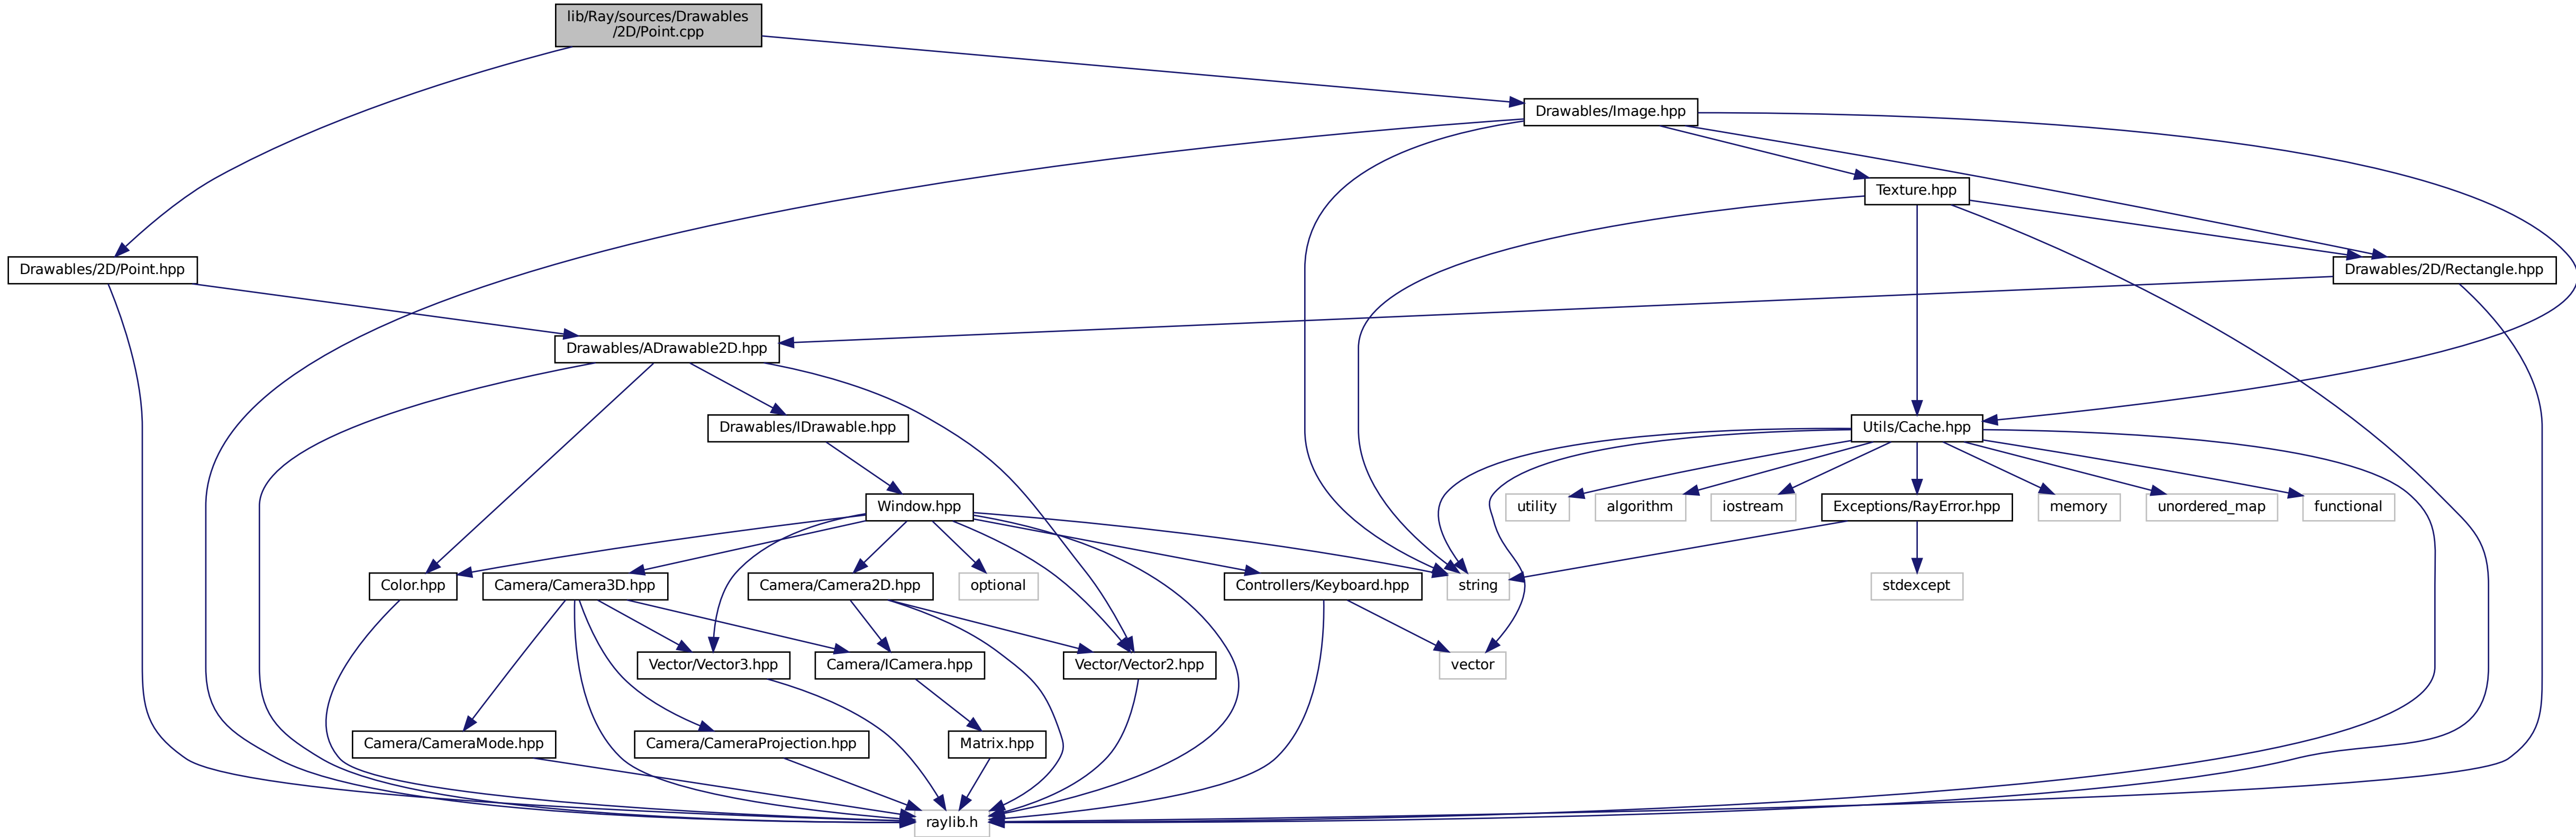 lib/Ray/sources/Drawables
/2D/Point.cpp
Drawables/Image.hpp
Texture.hpp
Drawables/2D/Point.hpp
Drawables/2D/Rectangle.hpp
Drawables/ADrawable2D.hpp
Drawables/IDrawable.hpp
Utils/Cache.hpp
Window.hpp
utility
algorithm
iostream
Exceptions/RayError.hpp
memory
unordered_map
functional
Color.hpp
Camera/Camera3D.hpp
Camera/Camera2D.hpp
optional
Controllers/Keyboard.hpp
string
stdexcept
Vector/Vector3.hpp
Camera/ICamera.hpp
Vector/Vector2.hpp
vector
Camera/CameraMode.hpp
Camera/CameraProjection.hpp
Matrix.hpp
raylib.h